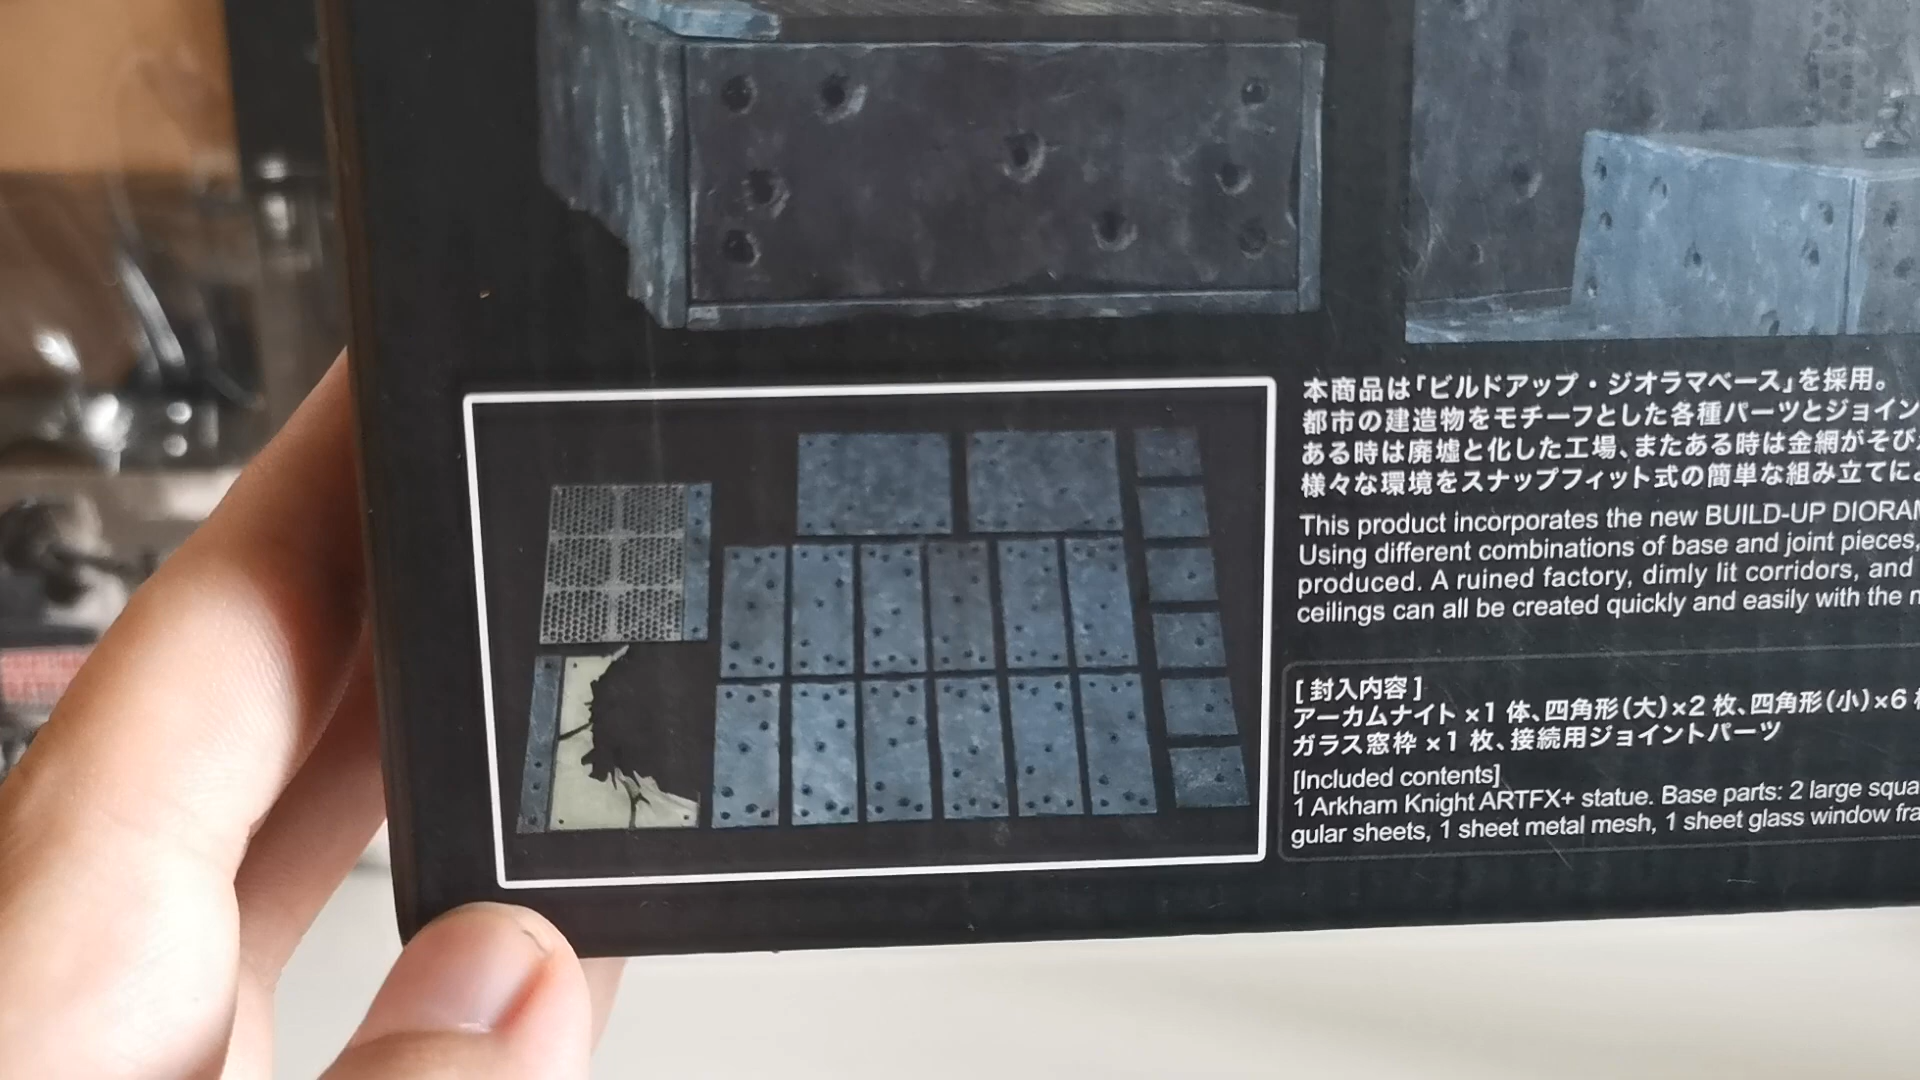 本商品は「ビルドアップ・ジオラマベース」を採用。
都市の建造物をモチーフとした各種パーツとジョイン
ある時は廃墟と化した工場、またある時は金網がそび
様々な環境をスナップフィット式の簡単な組み立てに
This product incorporates the new BUILD-UP DIORA
Using different combinations of base and joint pieces,
produced. A ruined factory, dimly lit corridors, and
ceilings can all be created quickly and easily with the
[封入内容]
アーカムナイト ×1 体、四角形(大)×2 枚、四角形(小)×6
ガラス窓枠 ×1 枚、接続用ジョイントパーツ
[Included contents]
1 Arkham Knight ARTFX+ statue. Base parts: 2 large squa
gular sheets, 1 sheet metal mesh, 1 sheet glass window fra